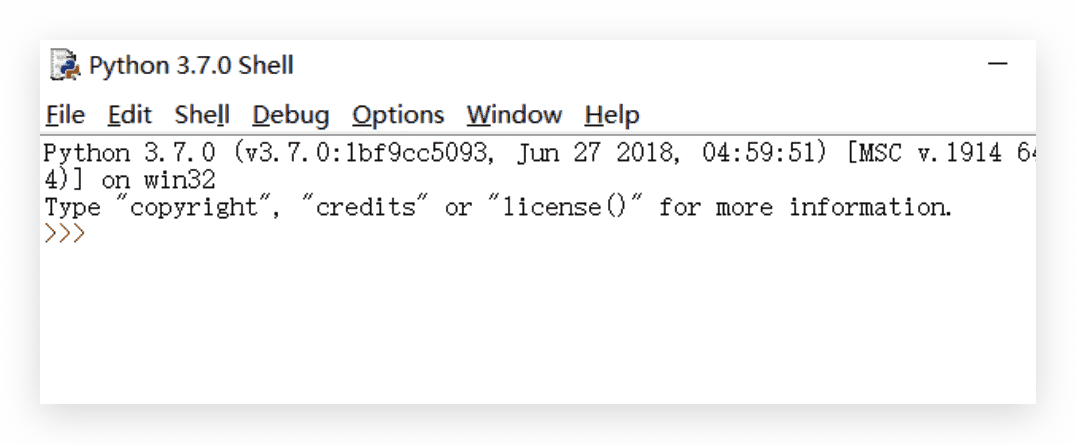 Python 3.7.0 Shell
File Edit Shell Debug Options Window Help
Python 3.7.0 (v3.7.0:1bf9cc5093, Jun 27 2018, 04:59:51) [MSC v.1914 64
4)] on win32
Type "copyright", "credits" or "license()" for more information.
>>>